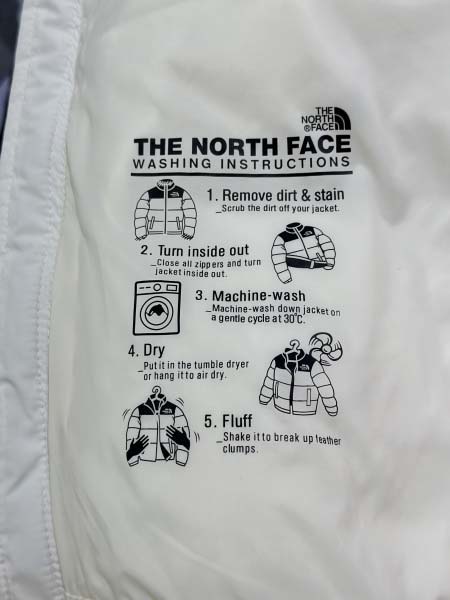 THE
NORTH
®FACE
THE NORTH FACE
WASHING INSTRUCTIONS
1. Remove dirt & stain
_Scrub the dirt off your jacket.
2. Turn inside out
_Close all zippers and turn
jacket inside out.
3. Machine-wash
_Machine-wash down jacket on
a gentle cycle at 30°C.
4. Dry
_Put it in the tumble dryer
or hang it to air dry.
5. Fluff
_Shake it to break up feather
clumps.